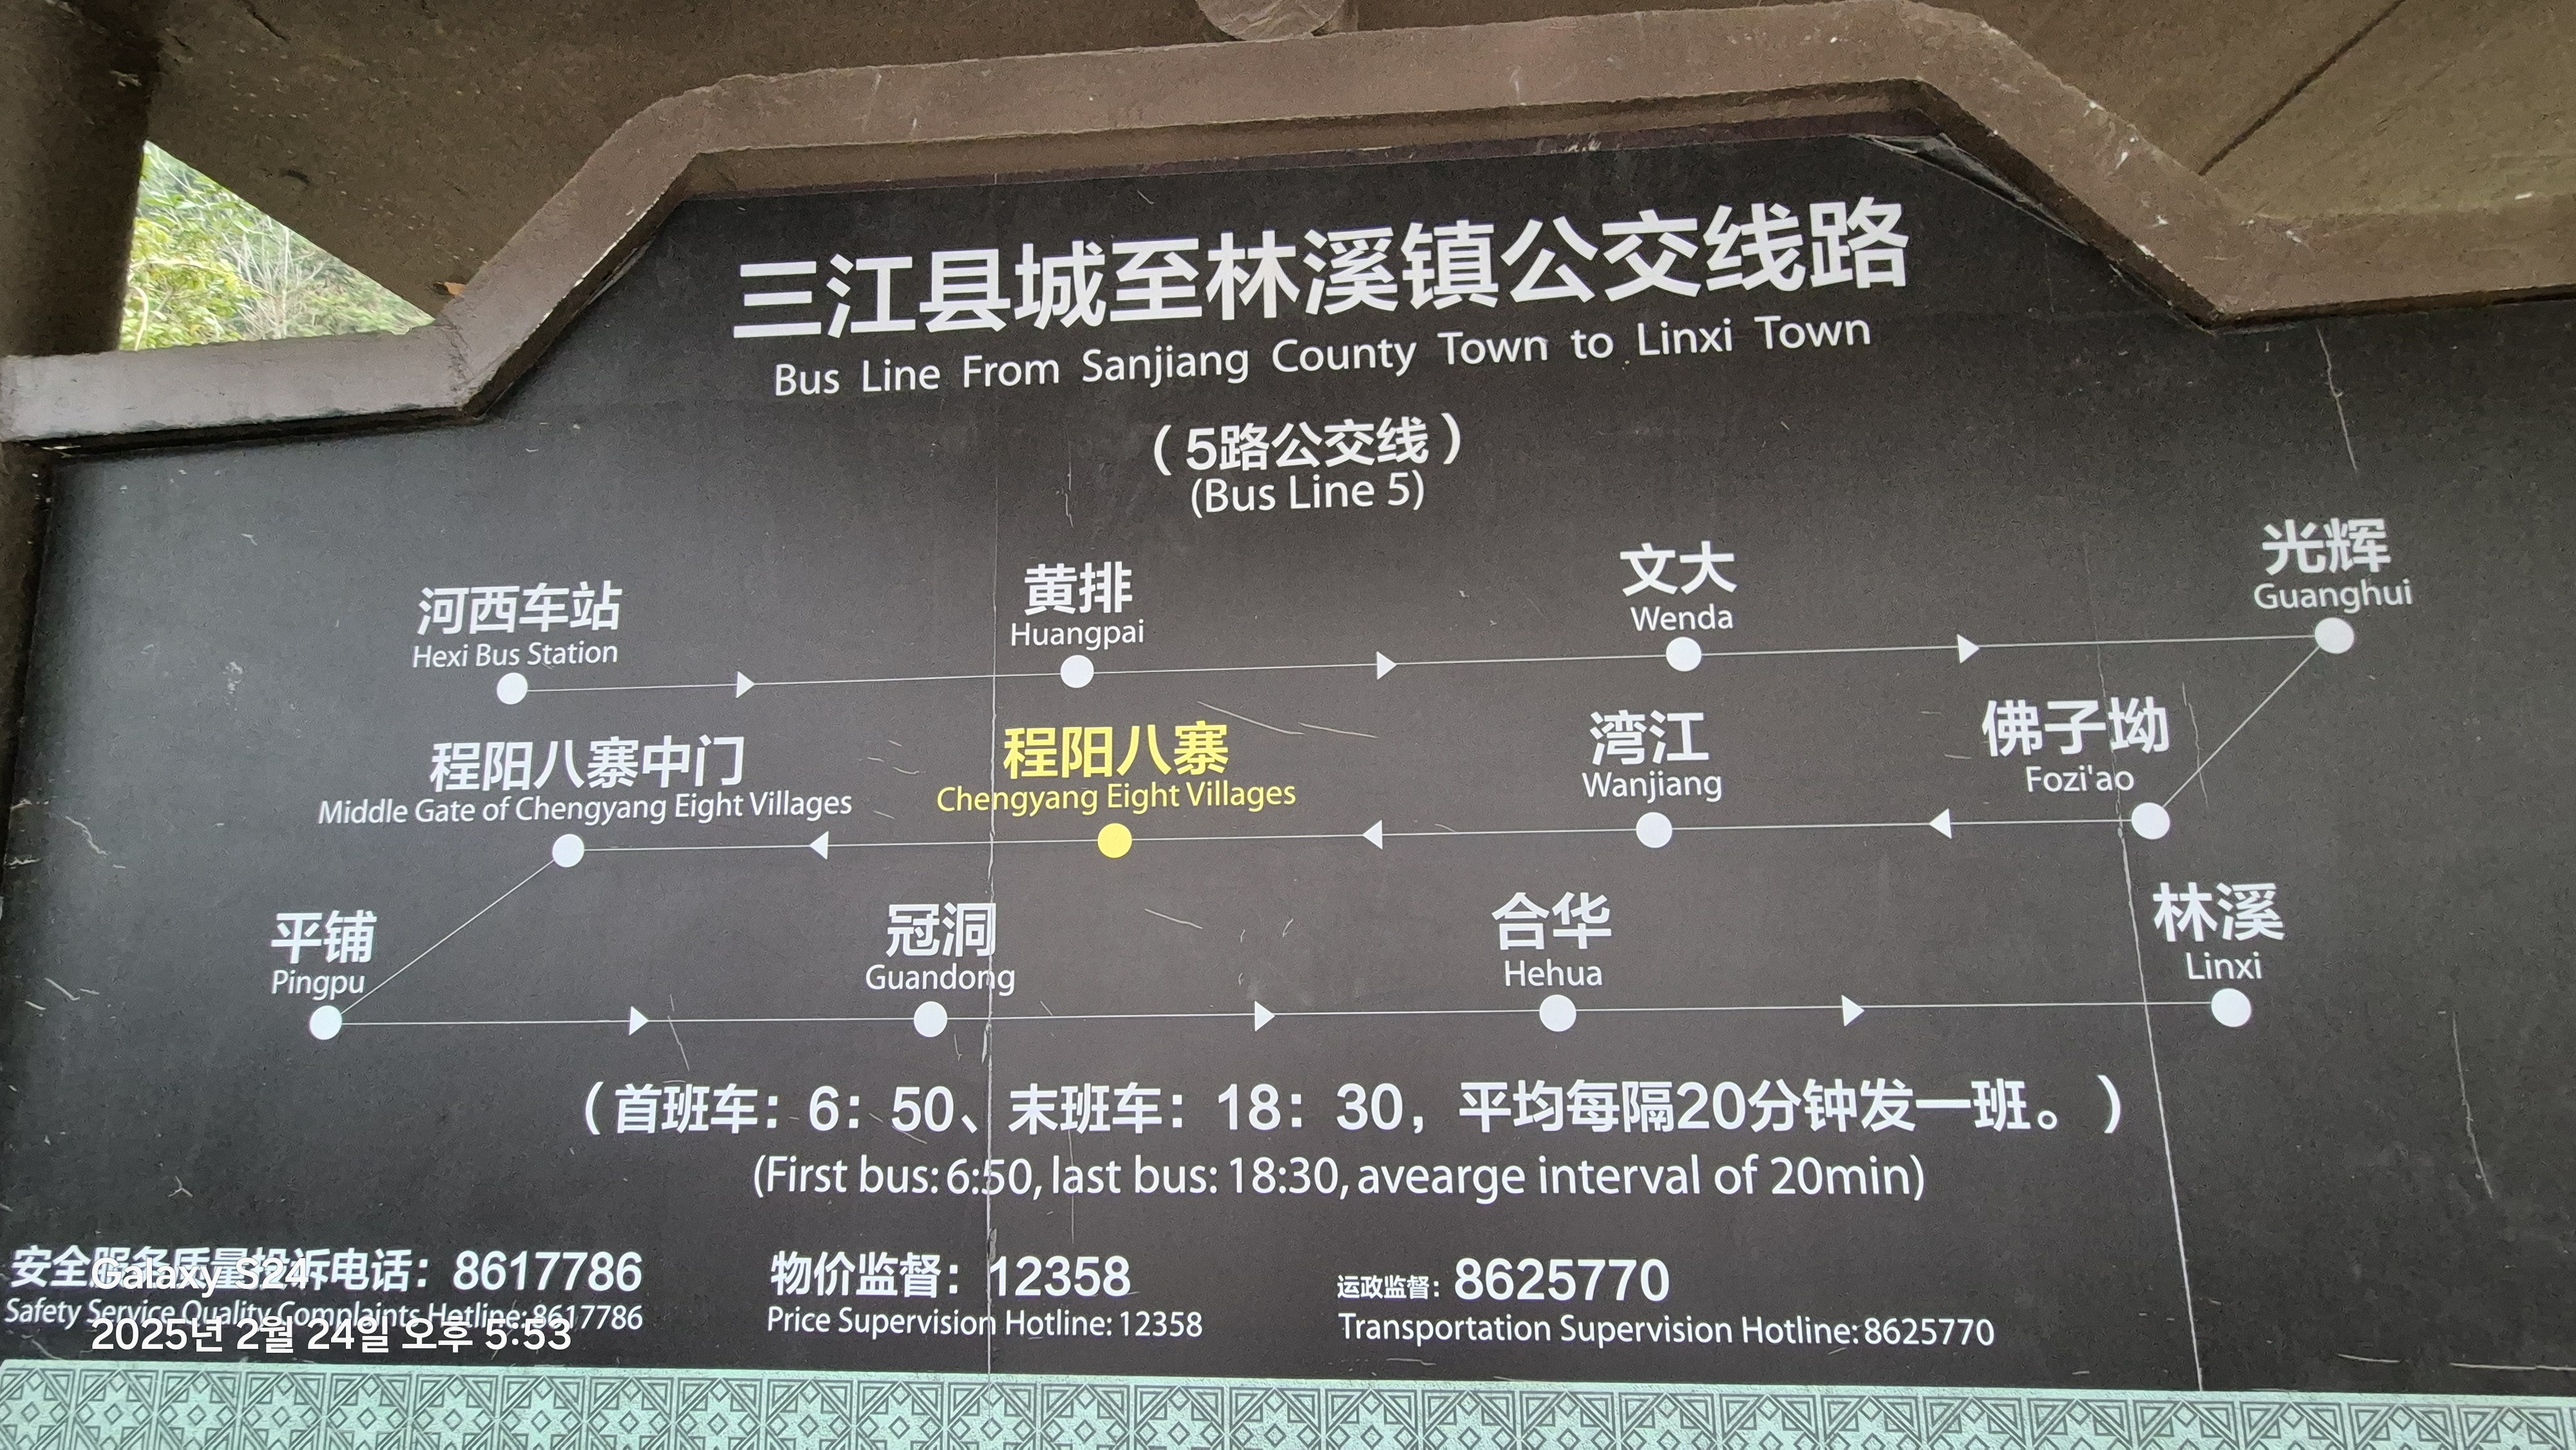 三江县城至林溪镇公交线路
Bus Line From Sanjiang County Town to Linxi Town
（5路公交线）
(Bus Line 5)
河西车站
Hexi Bus Station
黄排
Huangpai
文大
Wenda
光辉
Guanghui
程阳八寨中门
Middle Gate of Chengyang Eight Villages
程阳八寨
Chengyang Eight Villages
湾江
Wanjiang
佛子坳
Fozi'ao
平铺
Pingpu
冠洞
Guandong
合华
Hehua
林溪
Linxi
（首班车：6：50、末班车：18：30，平均每隔20分钟发一班。）
(First bus: 6:50, last bus: 18:30, avearge interval of 20min)
安全服务质量投诉电话：8617786
Safety Service Quality Complaints Hetline: 8617786
物价监督：12358
Price Supervision Hotline: 12358
运政监督：8625770
Transportation Supervision Hotline: 8625770
Galaxy S24
2025년 2월 24일 오후 5:53